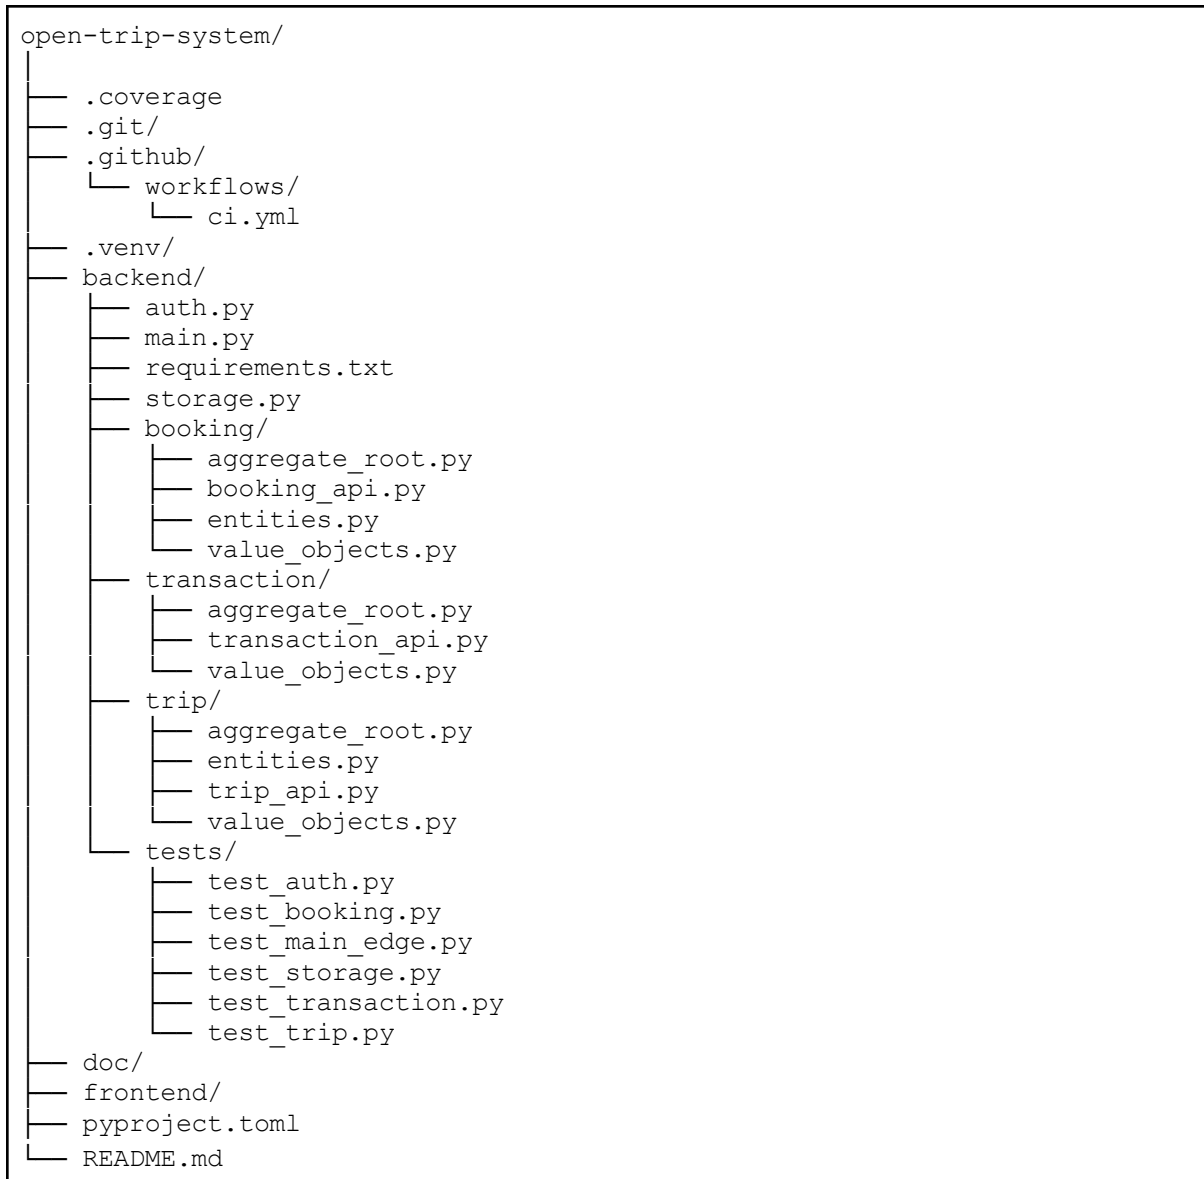 open-trip-system/
│
├── .coverage
├── .git/
├── .github/
│   └── workflows/
│       └── ci.yml
├── .venv/
├── backend/
│   ├── auth.py
│   ├── main.py
│   ├── requirements.txt
│   ├── storage.py
│   ├── booking/
│   │   ├── aggregate_root.py
│   │   ├── booking_api.py
│   │   ├── entities.py
│   │   └── value_objects.py
│   ├── transaction/
│   │   ├── aggregate_root.py
│   │   ├── transaction_api.py
│   │   └── value_objects.py
│   ├── trip/
│   │   ├── aggregate_root.py
│   │   ├── entities.py
│   │   ├── trip_api.py
│   │   └── value_objects.py
│   └── tests/
│       ├── test_auth.py
│       ├── test_booking.py
│       ├── test_main_edge.py
│       ├── test_storage.py
│       ├── test_transaction.py
│       └── test_trip.py
├── doc/
├── frontend/
├── pyproject.toml
└── README.md